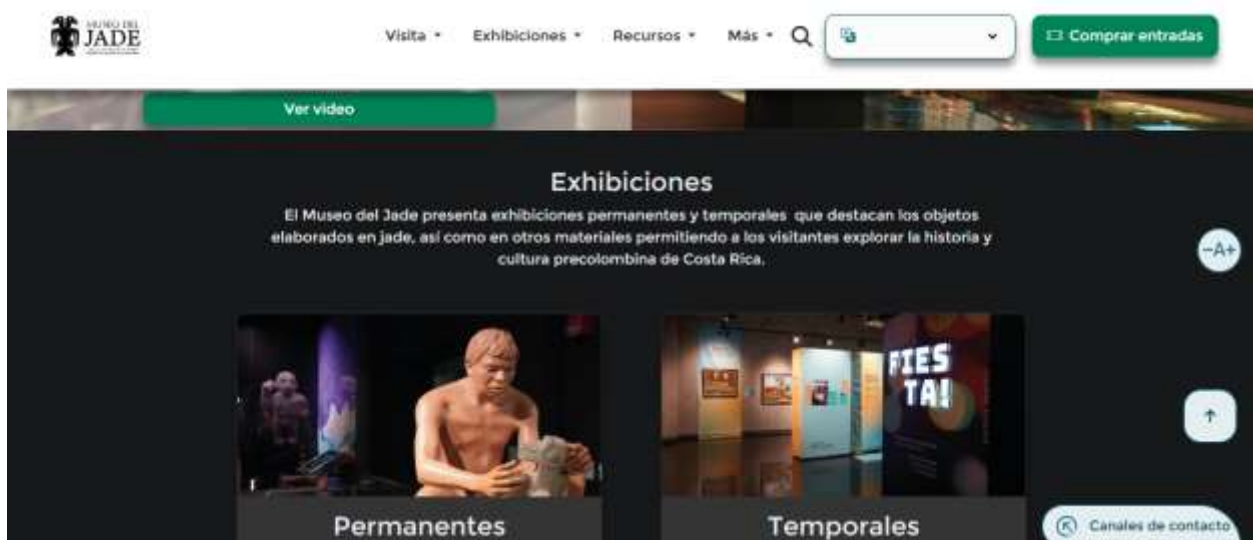 MUSEO DEL
JADE
Visita
Exhibiciones
Recursos
Más
Comprar entradas
Ver video
Exhibiciones
El Museo del Jade presenta exhibiciones permanentes y temporales que destacan los objetos
elaborados en jade, así como en otros materiales permitiendo a los visitantes explorar la historia y
cultura precolombina de Costa Rica.
-A+
FIES
TA!
Permanentes
Temporales
Canales de contacto